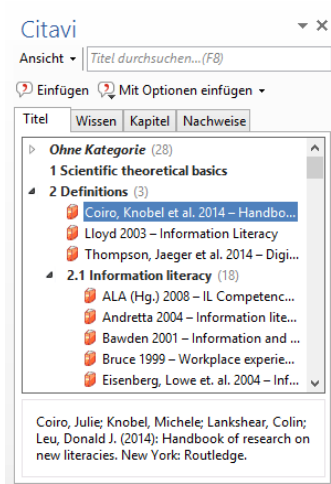 Citavi
Ansicht Titel durchsuchen...(F8)
Einfügen Mit Optionen einfügen
Titel Wissen Kapitel Nachweise
Ohne Kategorie (28)
1 Scientific theoretical basics
2 Definitions (3)
Coiro, Knobel et al. 2014 – Handbo...
Lloyd 2003 – Information Literacy
Thompson, Jaeger et al. 2014 – Digi...
2.1 Information literacy (18)
ALA (Hg.) 2008 – IL Competenc...
Andretta 2004 – Information lite...
Bawden 2001 – Information and ...
Bruce 1999 – Workplace experie...
Eisenberg, Lowe et. al. 2004 – Inf...
Coiro, Julie; Knobel, Michele; Lankshear, Colin;
Leu, Donald J. (2014): Handbook of research on
new literacies. New York: Routledge.